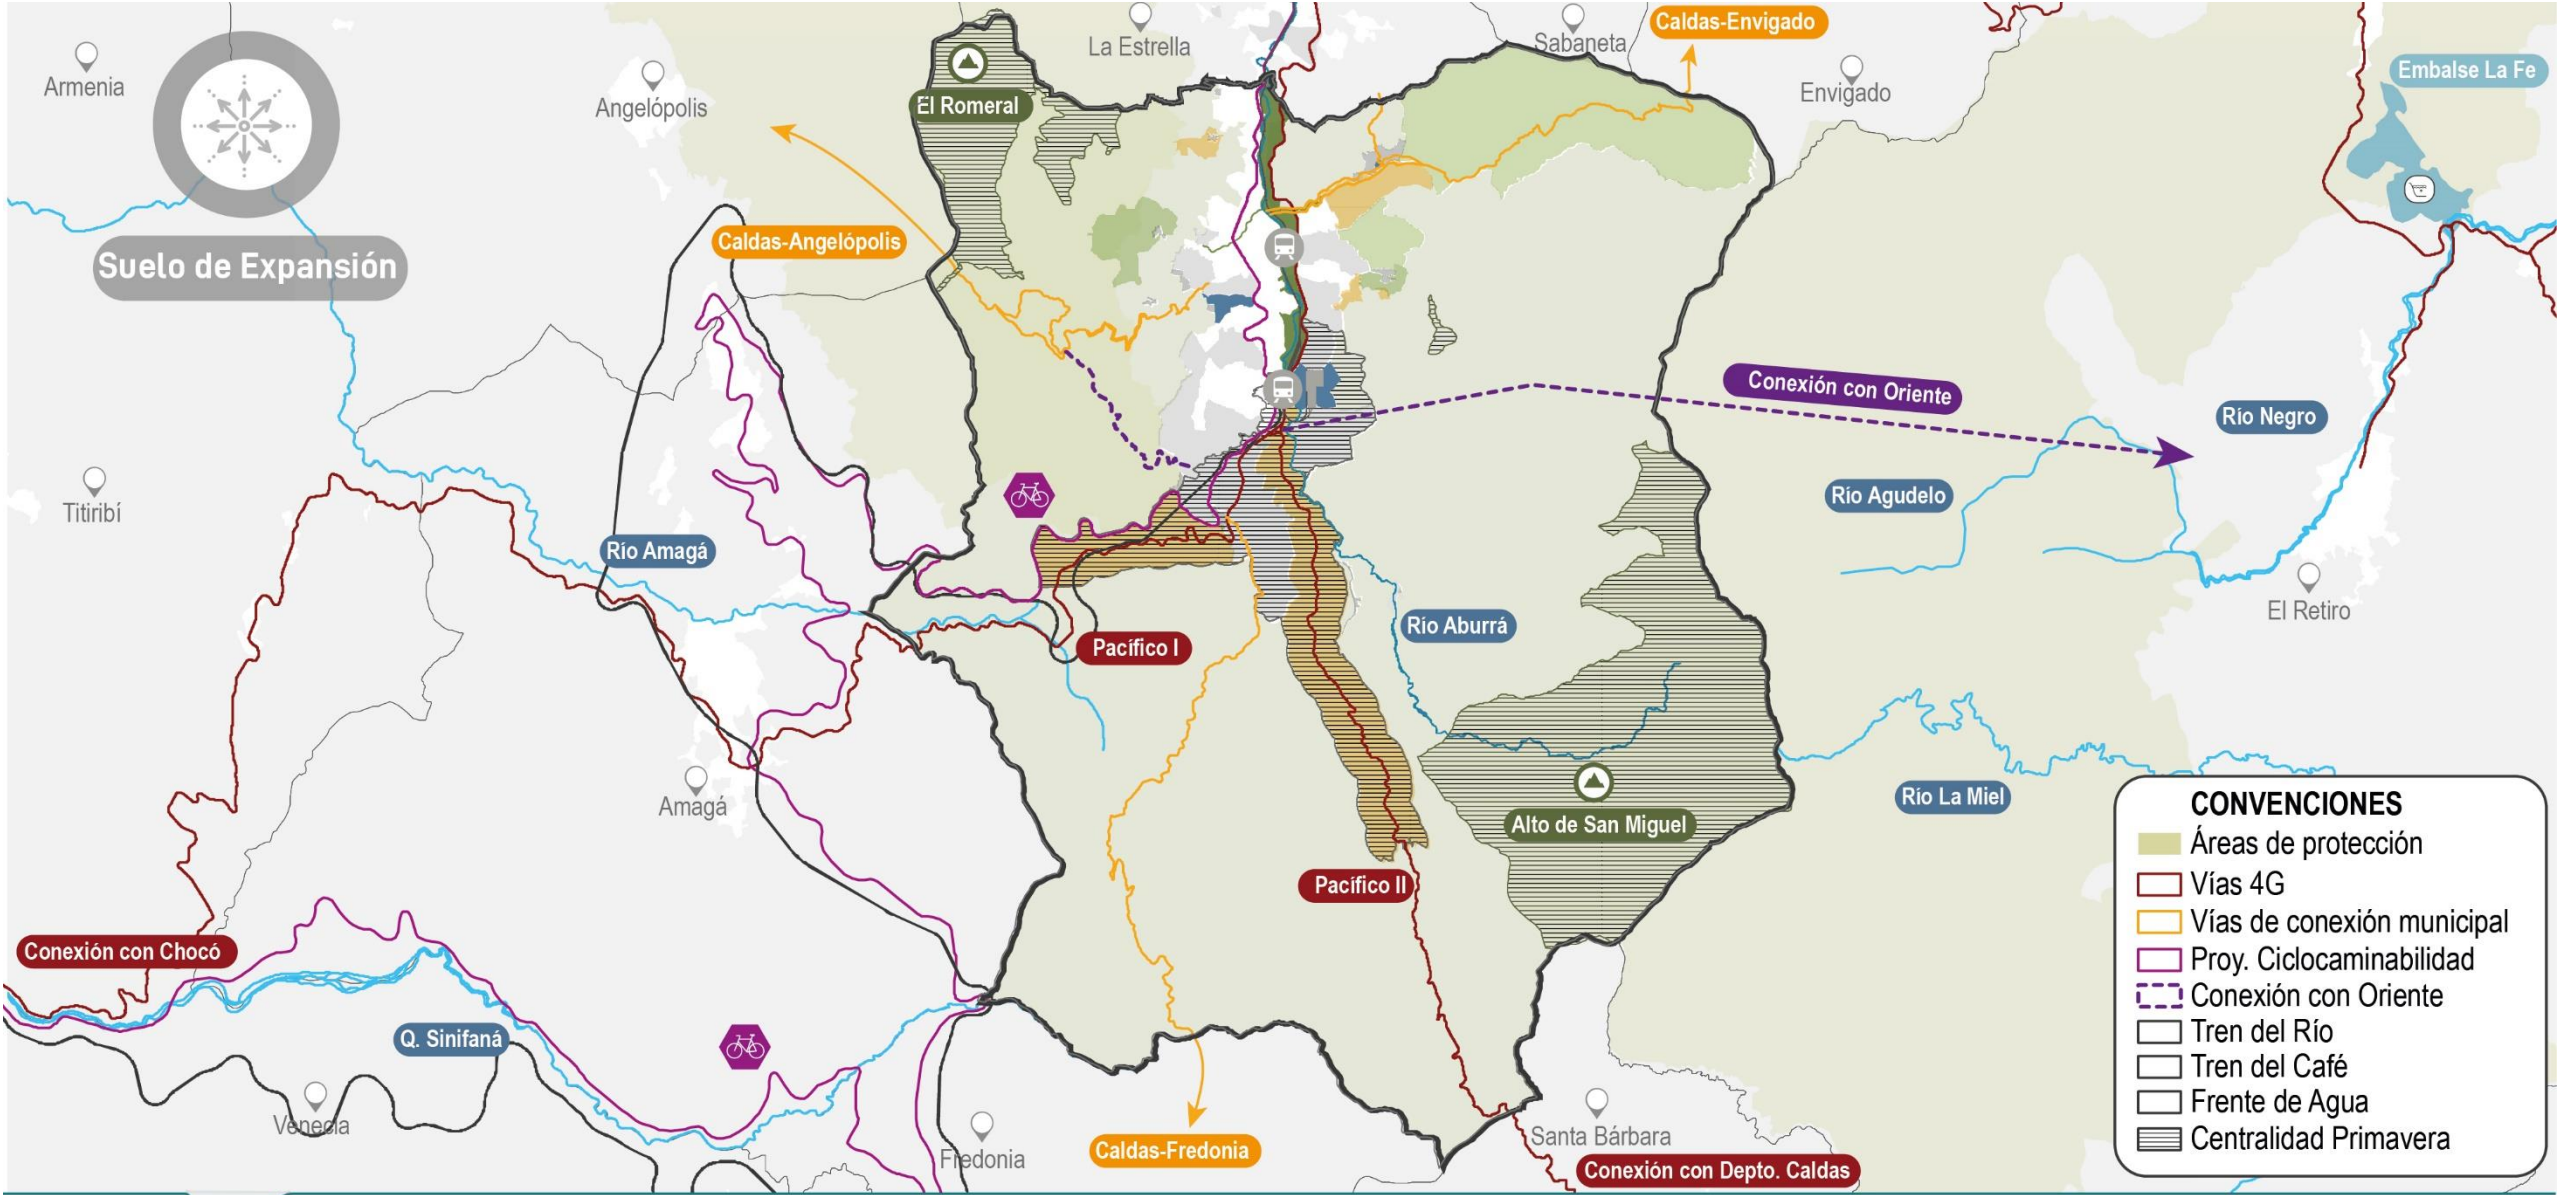 La Estrella
Sabaneta
Caldas-Envigado
Armenia
Angelópolis
Envigado
Embalse La Fe
El Romeral
Suelo de Expansión
Caldas-Angelópolis
Conexión con Oriente
Río Negro
Titiribí
Río Agudelo
Río Amagá
El Retiro
Río Aburrá
Pacífico I
Amagá
Alto de San Miguel
Río La Miel
Pacífico II
Conexión con Chocó
Q. Sinifaná
Venecia
Fredonia
Caldas-Fredonia
Santa Bárbara
Conexión con Depto. Caldas
CONVENCIONES
Áreas de protección
Vías 4G
Vías de conexión municipal
Proy. Ciclocaminabilidad
Conexión con Oriente
Tren del Río
Tren del Café
Frente de Agua
Centralidad Primavera